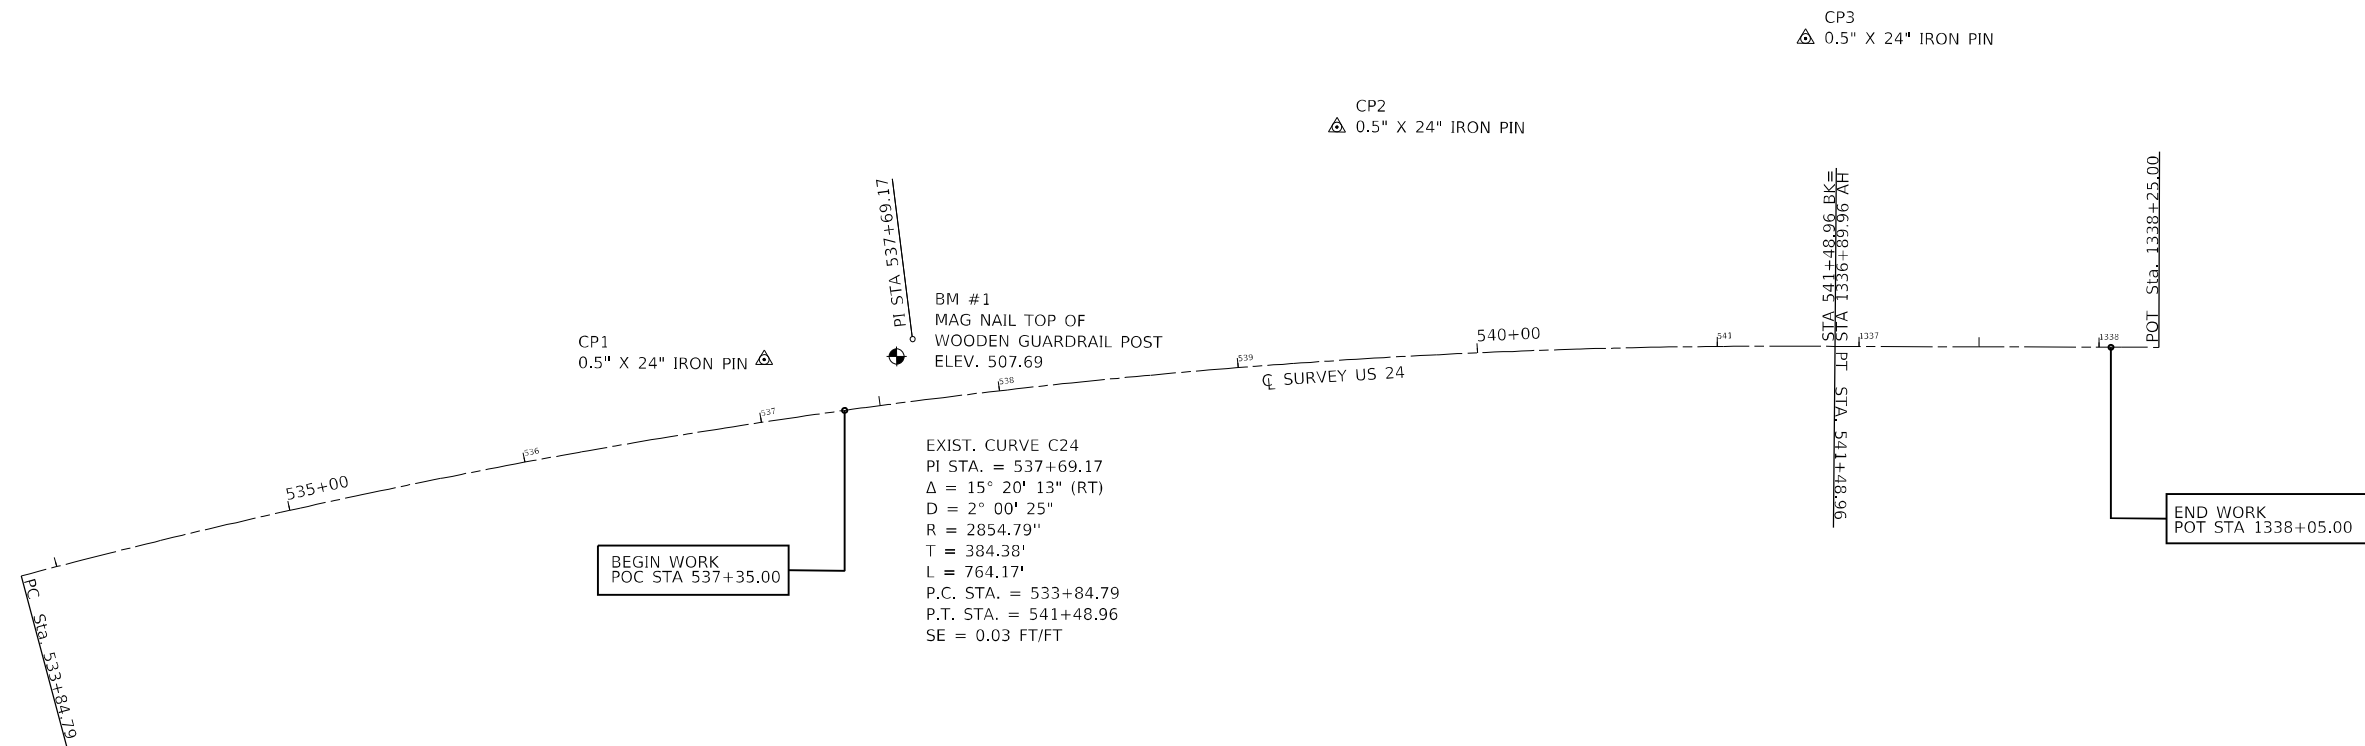 CP3
0.5" X 24" IRON PIN
CP2
0.5" X 24" IRON PIN
PI STA 537+69.17
STA 541+48.96 BK=
STA 1336+89.96 AH
POT Sta. 1338+25.00
BM #1
MAG NAIL TOP OF
WOODEN GUARDRAIL POST
ELEV. 507.69
CP1
0.5" X 24" IRON PIN
535+00
536
537
538
539
540+00
541
1337
1338
℄ SURVEY US 24
PT STA. 541+48.96
EXIST. CURVE C24
PI STA. = 537+69.17
Δ = 15° 20' 13" (RT)
D = 2° 00' 25"
R = 2854.79''
T = 384.38'
L = 764.17'
P.C. STA. = 533+84.79
P.T. STA. = 541+48.96
SE = 0.03 FT/FT
BEGIN WORK
POC STA 537+35.00
END WORK
POT STA 1338+05.00
PC Sta. 533+84.79